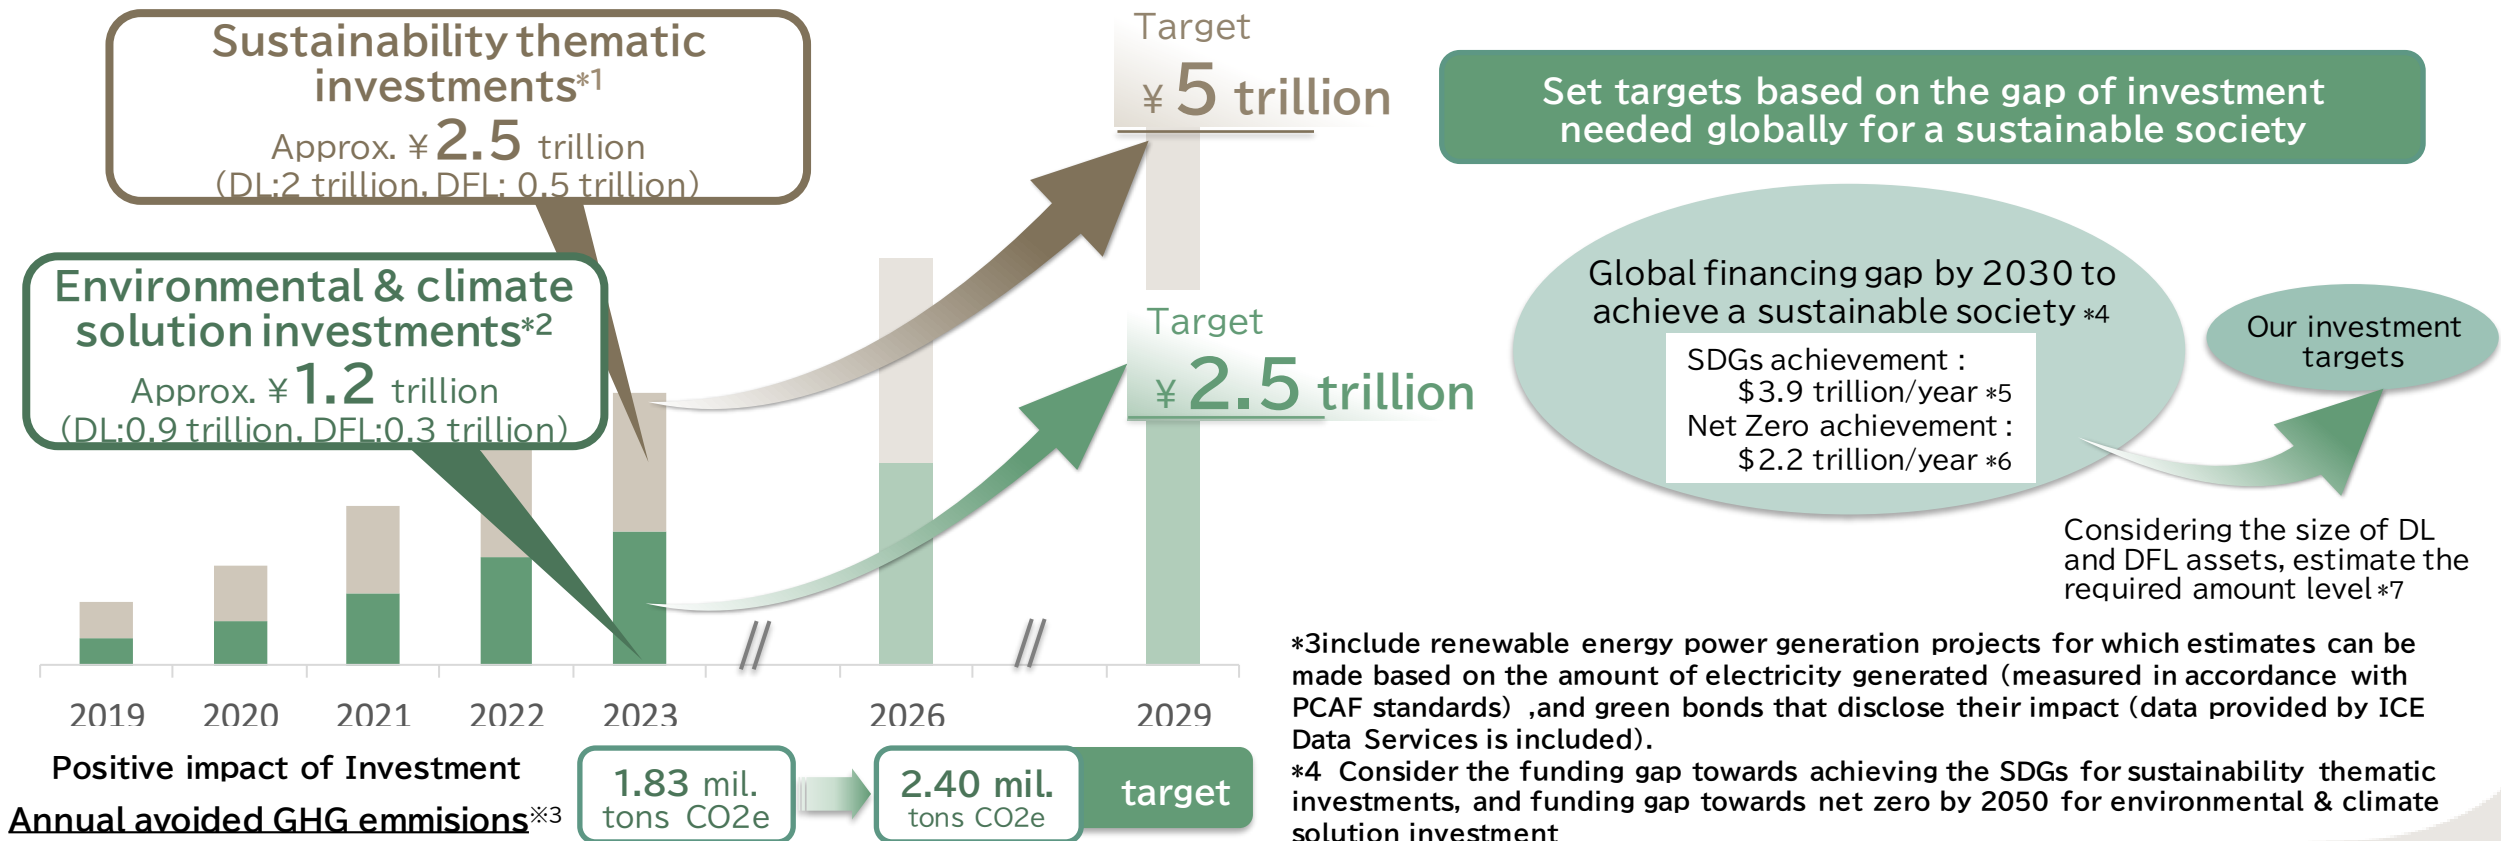 Sustainability thematic
investments*1
Approx. ¥2.5 trillion
(DL:2 trillion, DFL: 0.5 trillion)
Environmental & climate
solution investments*2
Approx. ¥1.2 trillion
(DL:0.9 trillion, DFL:0.3 trillion)
Target
¥ 5 trillion
Target
¥ 2.5 trillion
2019 2020 2021 2022 2023 2026 2029
Positive impact of Investment
Annual avoided GHG emmisions※3
1.83 mil.
tons CO2e
2.40 mil.
tons CO2e
target
Set targets based on the gap of investment
needed globally for a sustainable society
Global financing gap by 2030 to
achieve a sustainable society *4
SDGs achievement :
$3.9 trillion/year *5
Net Zero achievement :
$2.2 trillion/year *6
Our investment
targets
Considering the size of DL
and DFL assets, estimate the
required amount level *7
*3include renewable energy power generation projects for which estimates can be
made based on the amount of electricity generated (measured in accordance with
PCAF standards) ,and green bonds that disclose their impact (data provided by ICE
Data Services is included).
*4 Consider the funding gap towards achieving the SDGs for sustainability thematic
investments, and funding gap towards net zero by 2050 for environmental & climate
solution investment